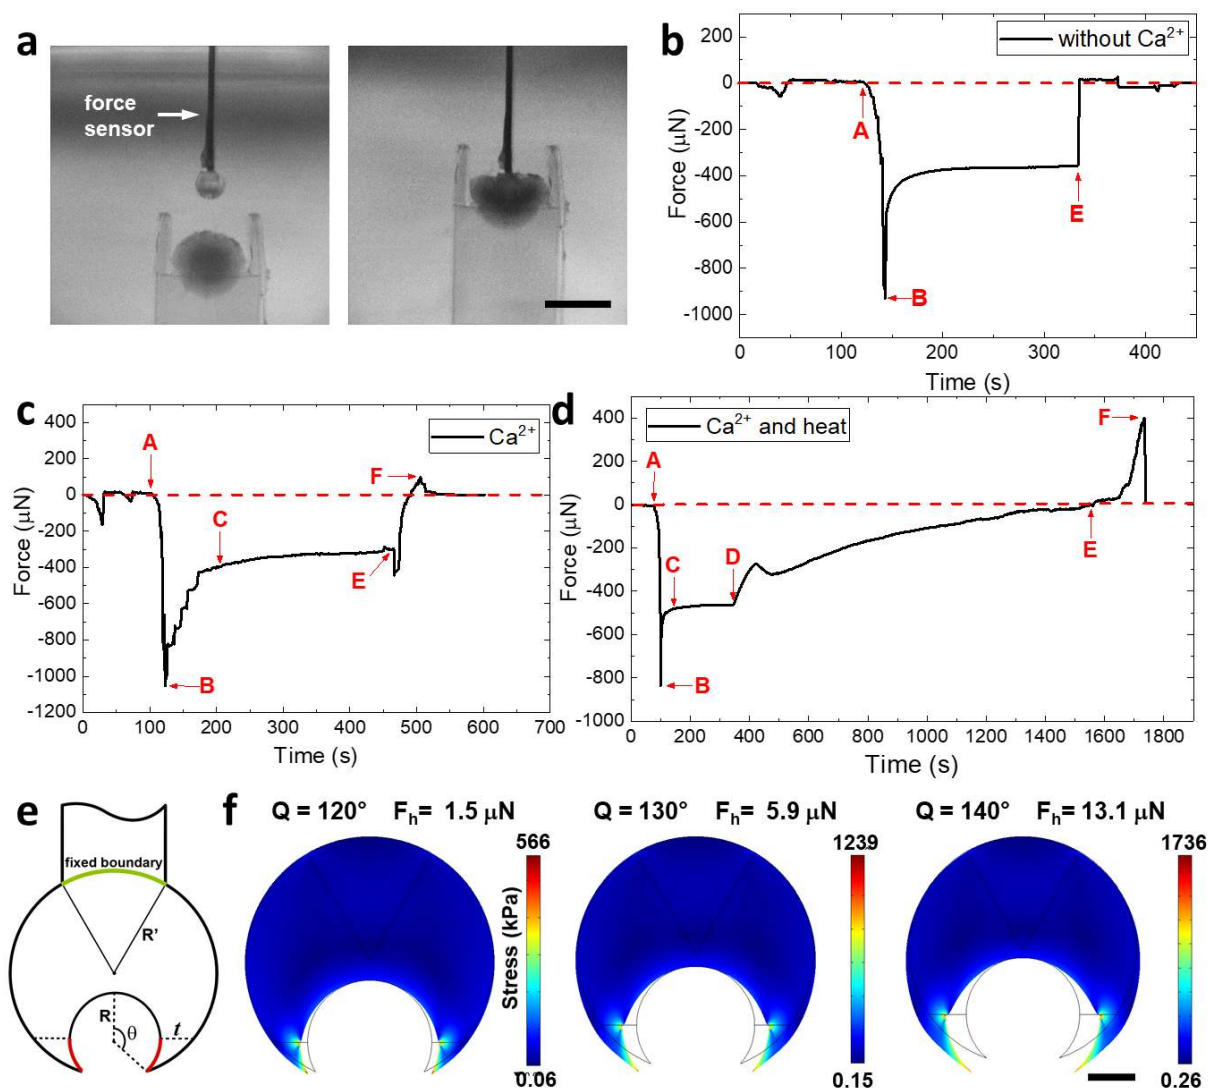 a
force
sensor
b
without Ca²⁺
200
0
-200
-400
-600
-800
-1000
Force (μN)
A
B
E
0 100 200 300 400
Time (s)
c
Ca²⁺
400
200
0
-200
-400
-600
-800
-1000
-1200
Force (μN)
A
B
C
E
F
0 100 200 300 400 500 600 700
Time (s)
d
Ca²⁺ and heat
400
200
0
-200
-400
-600
-800
-1000
Force (μN)
A
B
C
D
E
F
0 200 400 600 800 1000 1200 1400 1600 1800
Time (s)
e
fixed boundary
R'
R
θ
t
f
Q = 120° Fₕ= 1.5 μN
566
Stress (kPa)
0.06
Q = 130° Fₕ= 5.9 μN
1239
0.15
Q = 140° Fₕ= 13.1 μN
1736
0.26